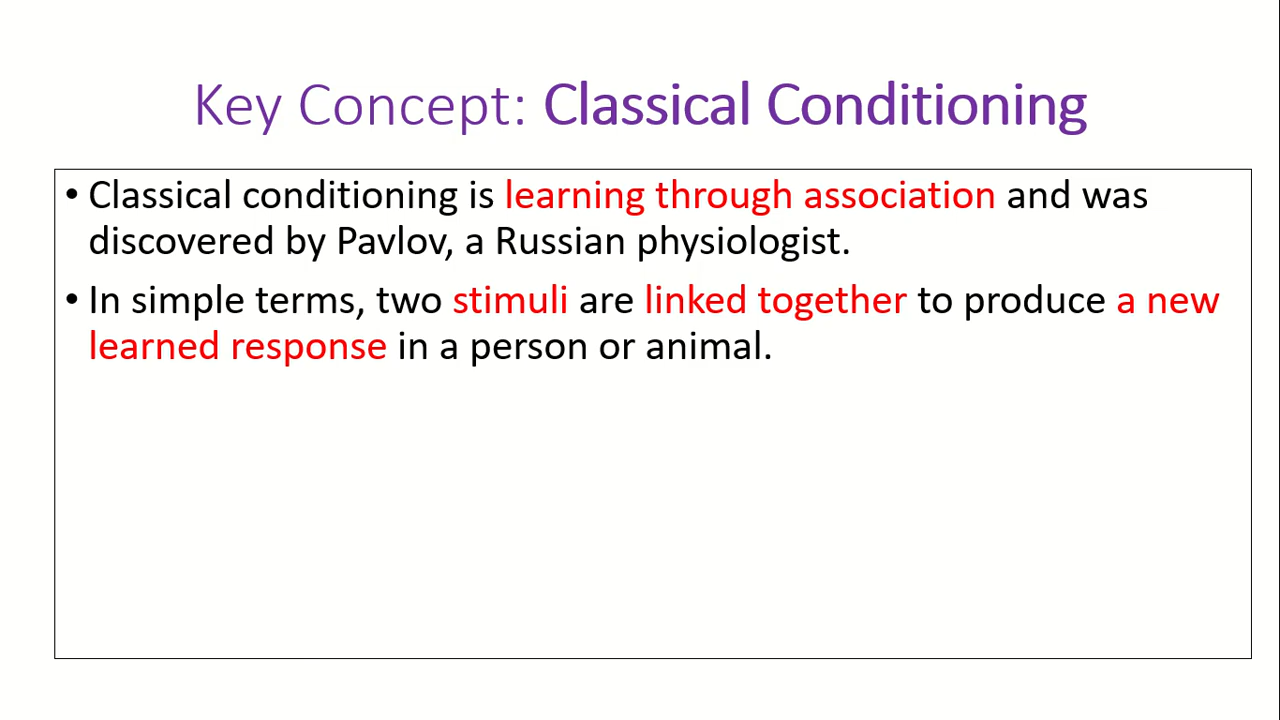 Key Concept: Classical Conditioning
• Classical conditioning is learning through association and was
discovered by Pavlov, a Russian physiologist.
• In simple terms, two stimuli are linked together to produce a new
learned response in a person or animal.